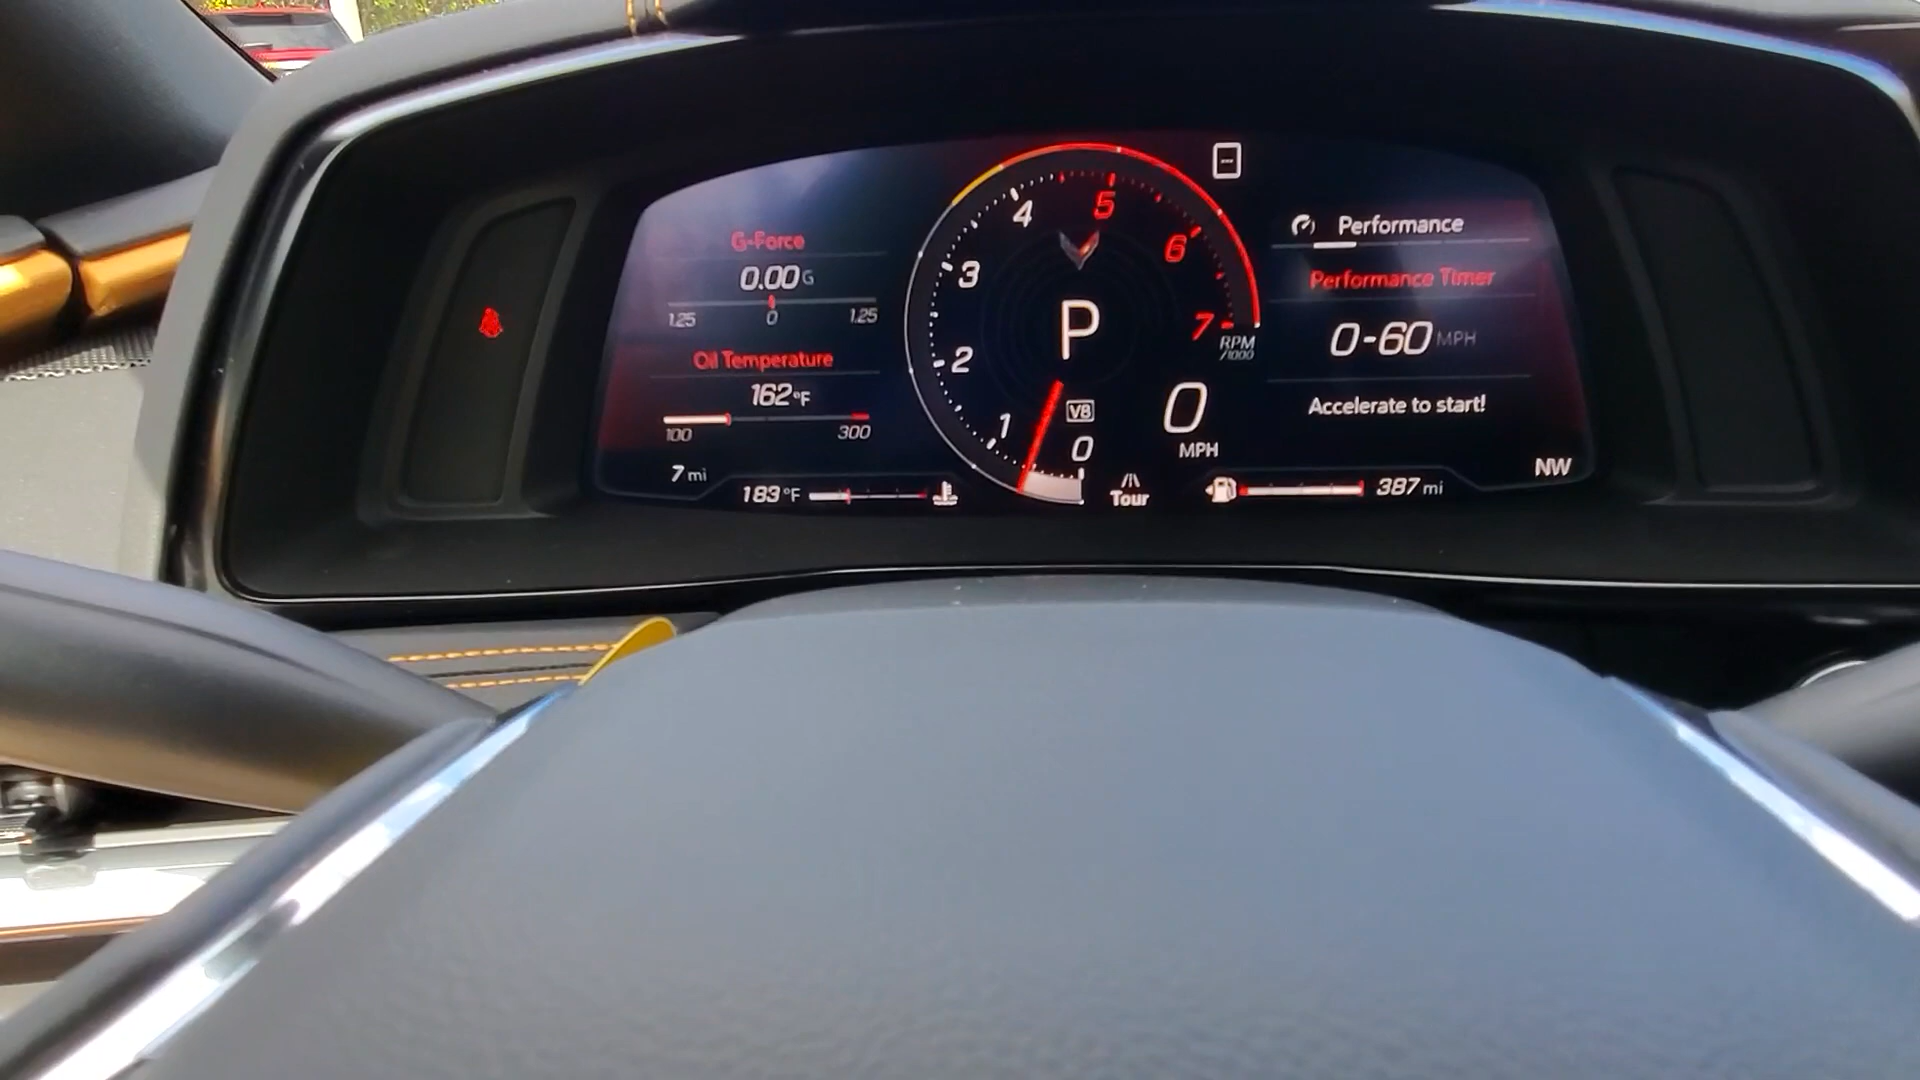 G-Force
0.00 G
1.25 0 1.25
Oil Temperature
162 °F
100 300
7 mi
183 °F
0
1
2
3
4
5
6
7
RPM
/1000
P
V8
0
MPH
Tour
Performance
Performance Timer
0-60 MPH
Accelerate to start!
NW
387 mi